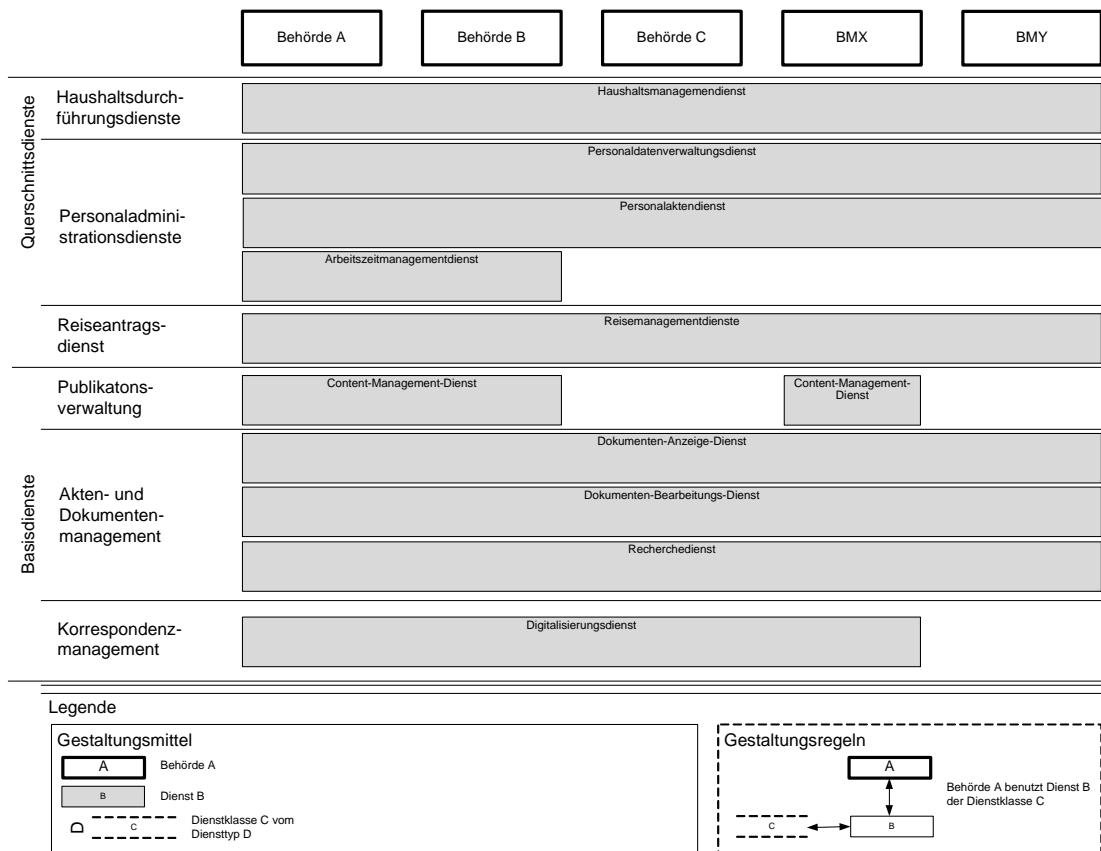 Behörde A
Behörde B
Behörde C
BMX
BMY
Querschnittsdienste
Haushaltsdurch-
führungsdienste
Haushaltsmanagemendienst
Personaladmini-
strationsdienste
Personaldatenverwaltungsdienst
Personalaktendienst
Arbeitszeitmanagementdienst
Reiseantrags-
dienst
Reisemanagementdienste
Basisdienste
Publikatons-
verwaltung
Content-Management-Dienst
Content-Management-
Dienst
Akten- und
Dokumenten-
management
Dokumenten-Anzeige-Dienst
Dokumenten-Bearbeitungs-Dienst
Recherchedienst
Korrespondenz-
management
Digitalisierungsdienst
Legende
Gestaltungsmittel
A
Behörde A
B
Dienst B
D
C
Dienstklasse C vom
Diensttyp D
Gestaltungsregeln
A
Behörde A benutzt Dienst B
der Dienstklasse C
C
B